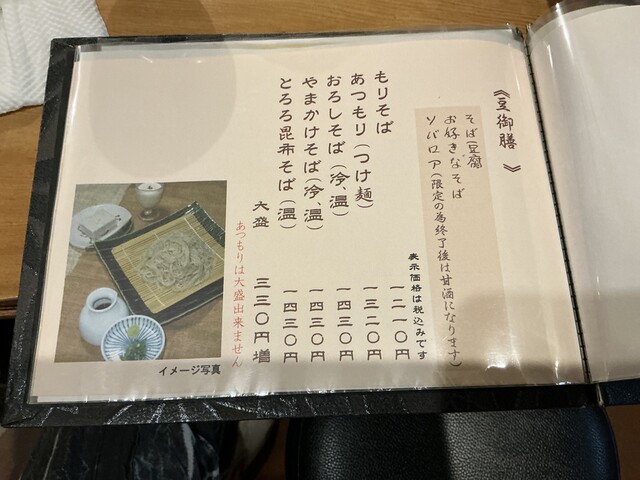 《豆御膳》
そば豆腐
お好きなそば
ソバロア(限定の為終了後は甘酒になります)
表示価格は税込みです
もりそば 一二一〇円
あつもり(つけ麺) 一三二〇円
おろしそば(冷、温) 一四三〇円
やまかけそば(冷、温) 一四三〇円
とろろ昆布そば(温) 一四三〇円
大盛 三三〇円増
あつもりは大盛出来ません
イメージ写真